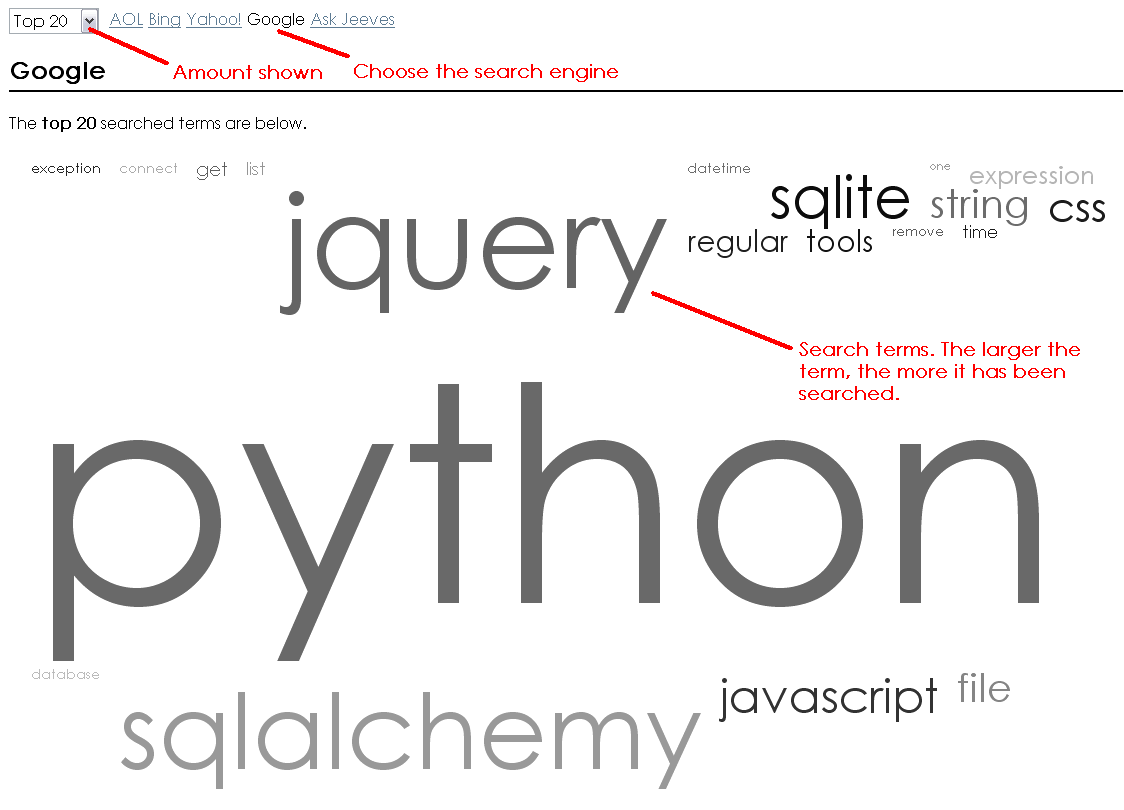 Top 20 AOL Bing Yahoo! Google Ask Jeeves
Amount shown
Choose the search engine
Google
The top 20 searched terms are below.
exception connect get list
jquery
datetime
sqlite
one
expression
string
css
regular tools
remove
time
Search terms. The larger the
term, the more it has been
searched.
python
database
sqlalchemy
javascript
file